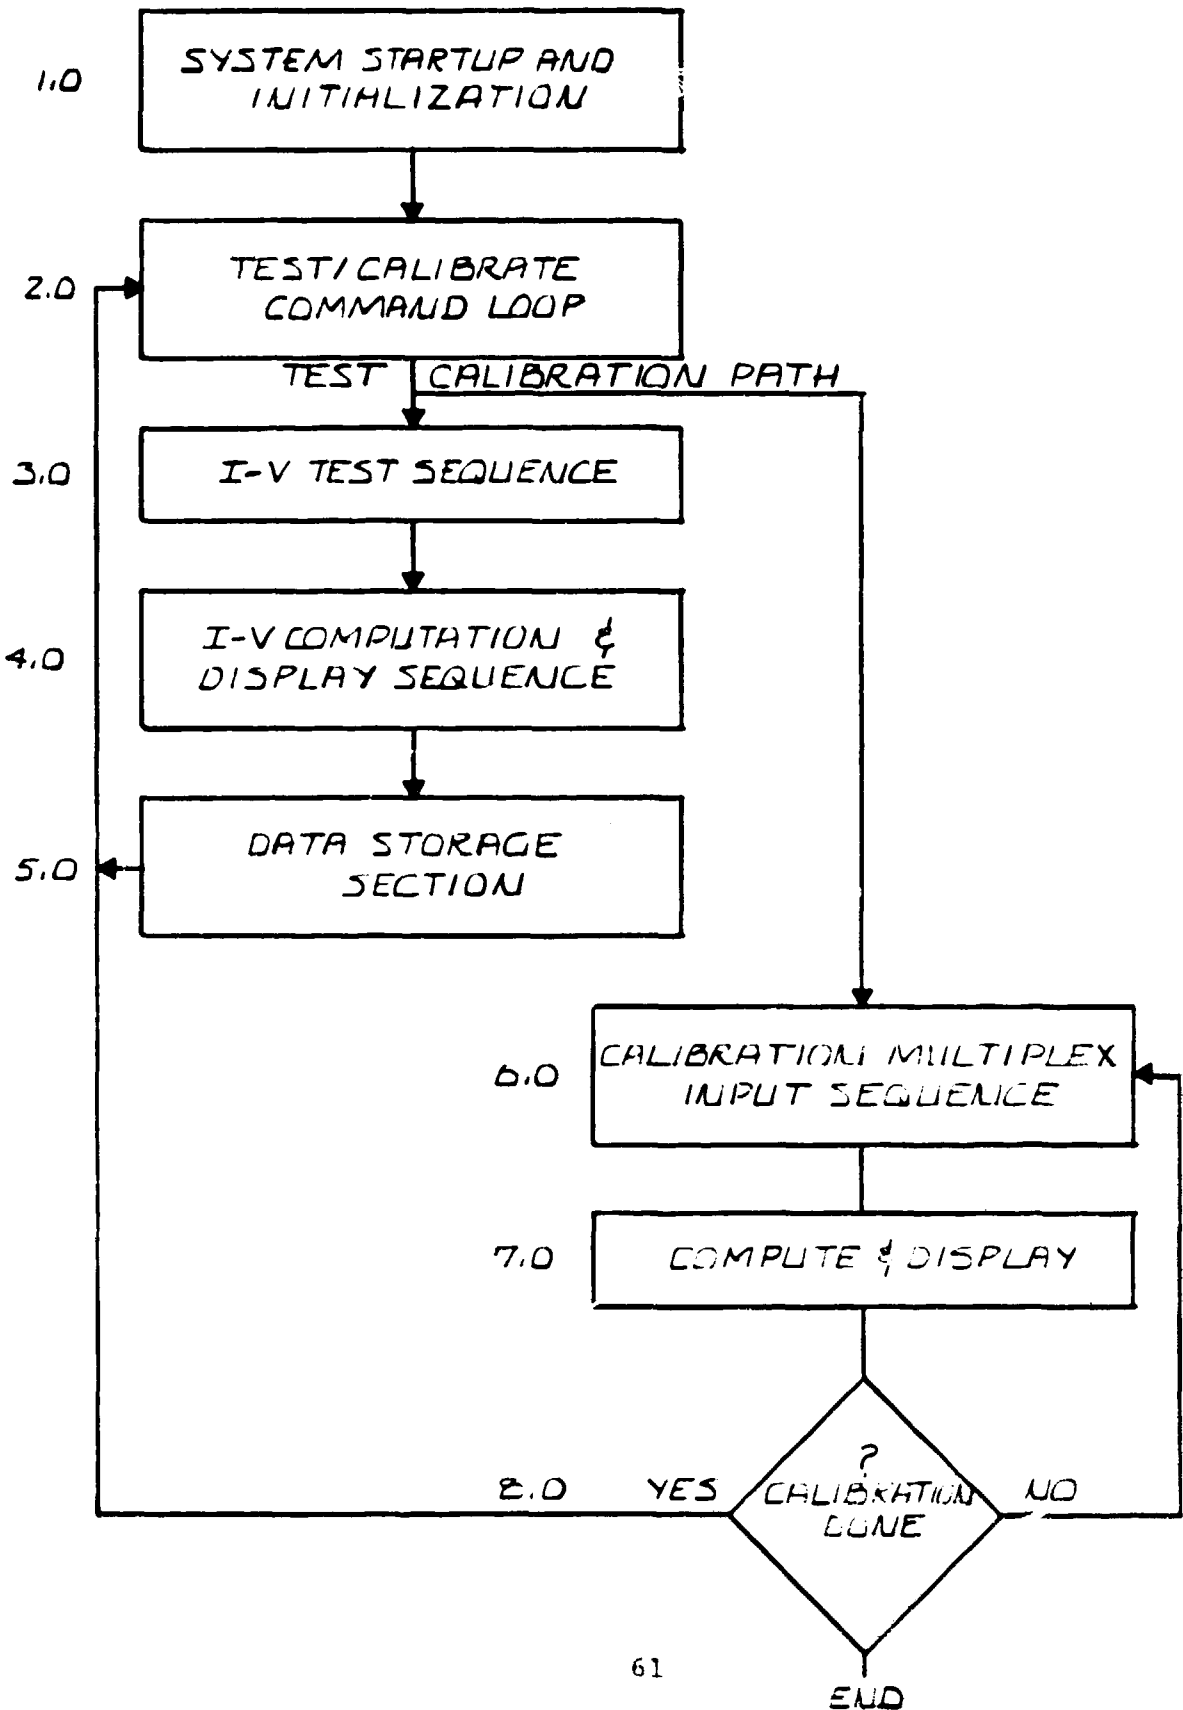 1.0
SYSTEM STARTUP AND
INITIALIZATION
2.0
TEST/CALIBRATE
COMMAND LOOP
TEST
CALIBRATION PATH
3.0
I-V TEST SEQUENCE
4.0
I-V COMPUTATION &
DISPLAY SEQUENCE
5.0
DATA STORAGE
SECTION
6.0
CALIBRATION MULTIPLEX
INPUT SEQUENCE
7.0
COMPUTE & DISPLAY
8.0
YES
?
CALIBRATION
DONE
NO
61
END